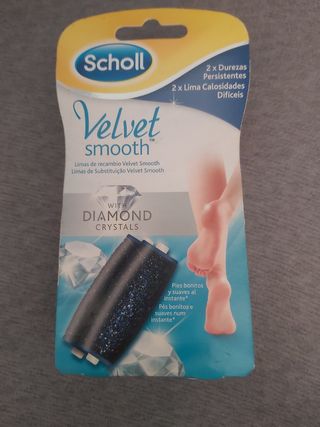 Scholl
2 x Durezas
Persistentes
2 x Lima Calosidades
Difíceis
Velvet
smooth™
Limas de recambio Velvet Smooth
Limas de Substituição Velvet Smooth
WITH
DIAMOND
CRYSTALS
Pies bonitos
y suaves al
instante*
Pés bonitos e
suaves num
instante*